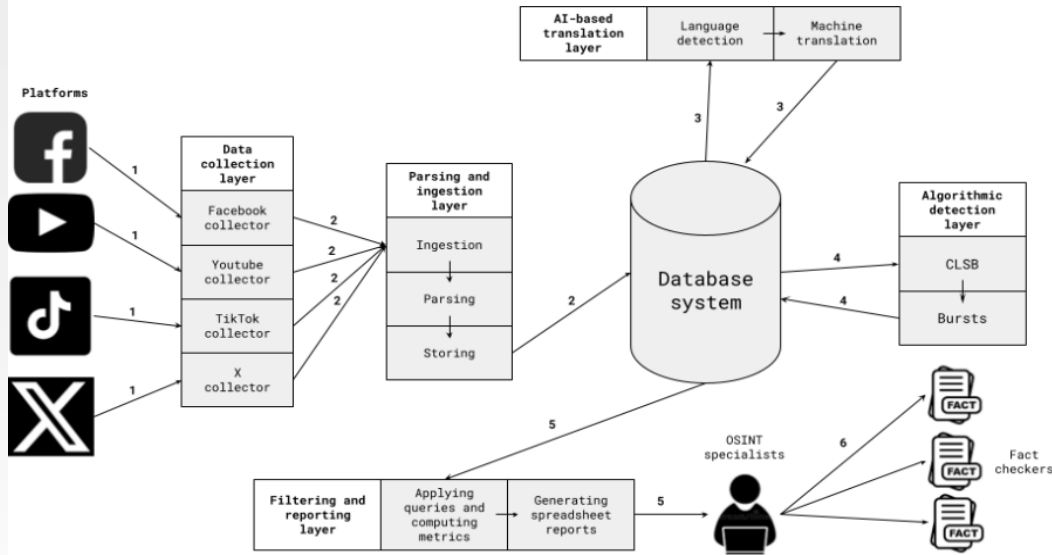 AI-based
translation
layer
Language
detection
Machine
translation
Platforms
3
3
1
Data
collection
layer
Facebook
collector
2
Parsing and
ingestion
layer
Algorithmic
detection
layer
1
Youtube
collector
2
Ingestion
2
Database
system
4
CLSB
1
TikTok
collector
2
Parsing
2
4
Bursts
1
X
collector
Storing
5
OSINT
specialists
6
FACT
FACT
Fact
checkers
FACT
Filtering and
reporting
layer
Applying
queries and
computing
metrics
Generating
spreadsheet
reports
5